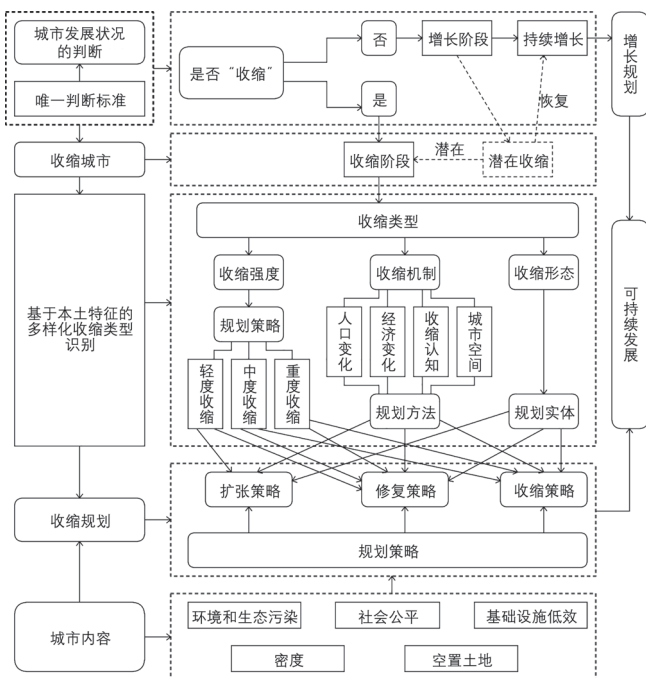 城市发展状况
的判断
唯一判断标准
是否“收缩”
否
增长阶段
持续增长
增长规划
是
恢复
收缩城市
收缩阶段
潜在
潜在收缩
收缩类型
基于本土特征的
多样化收缩类型
识别
收缩强度
收缩机制
收缩形态
规划策略
人口变化
经济变化
收缩认知
城市空间
可持续发展
轻度收缩
中度收缩
重度收缩
规划方法
规划实体
收缩规划
扩张策略
修复策略
收缩策略
规划策略
城市内容
环境和生态污染
社会公平
基础设施低效
密度
空置土地